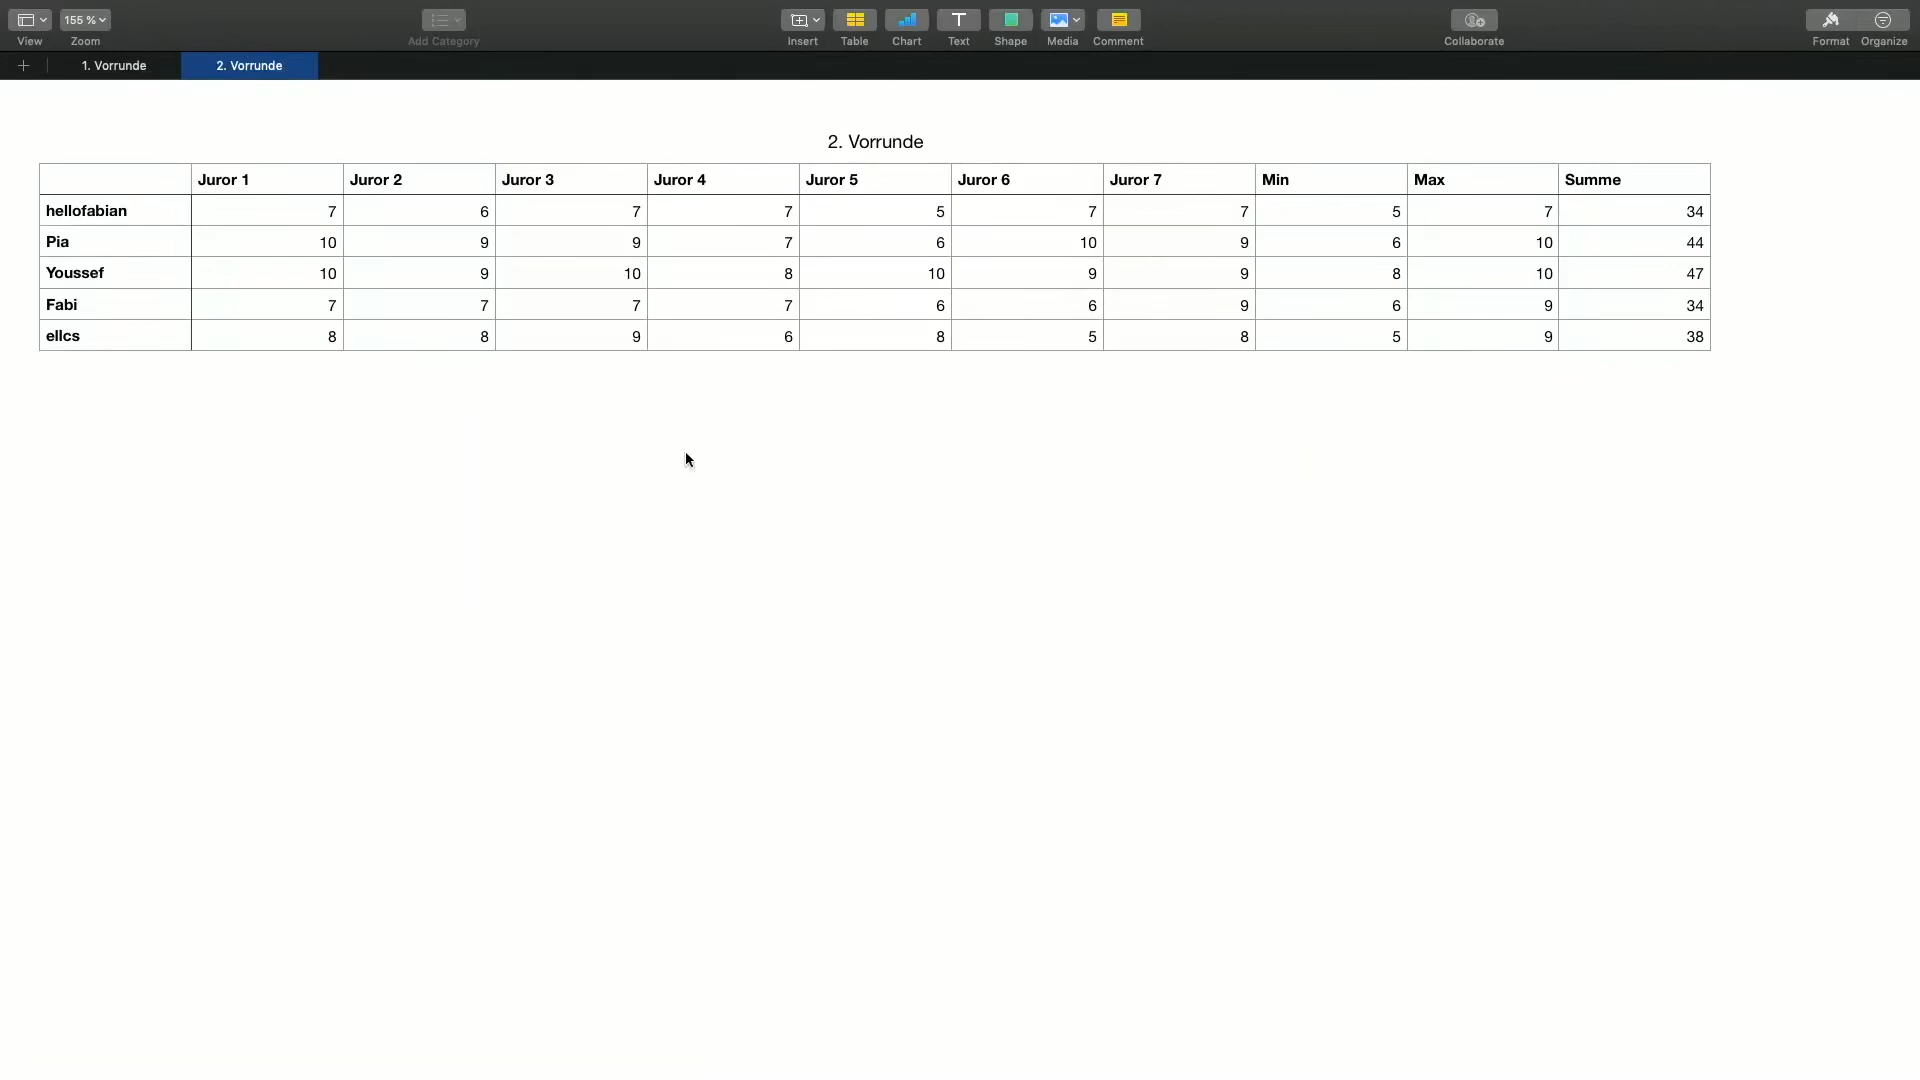 155 %
View Zoom Add Category Insert Table Chart Text Shape Media Comment Collaborate Format Organize
1. Vorrunde 2. Vorrunde
2. Vorrunde
Juror 1 Juror 2 Juror 3 Juror 4 Juror 5 Juror 6 Juror 7 Min Max Summe
hellofabian 7 6 7 7 5 7 7 5 7 34
Pia 10 9 9 7 6 10 9 6 10 44
Youssef 10 9 10 8 10 9 9 8 10 47
Fabi 7 7 7 7 6 6 9 6 9 34
ellcs 8 8 9 6 8 5 8 5 9 38